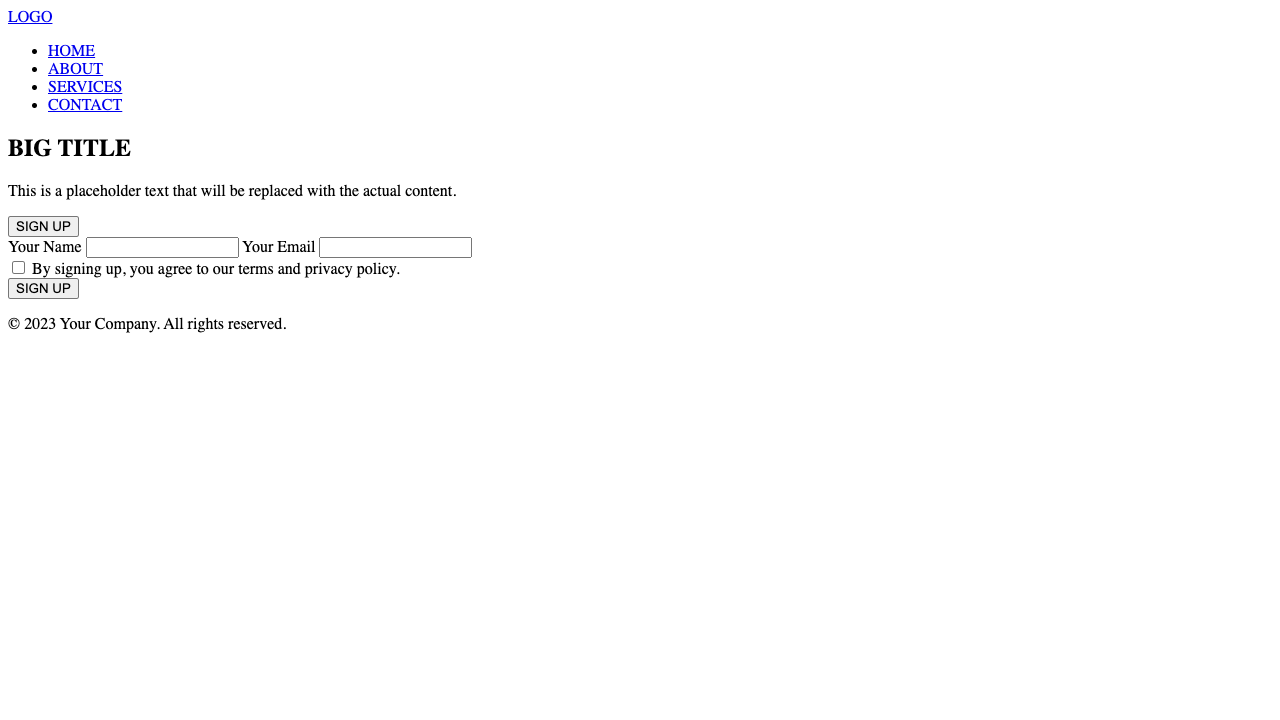 LOGO
HOME
ABOUT
SERVICES
CONTACT
BIG TITLE
This is a placeholder text that will be replaced with the actual content.
SIGN UP
Your Name Your Email
By signing up, you agree to our terms and privacy policy.
SIGN UP
© 2023 Your Company. All rights reserved.